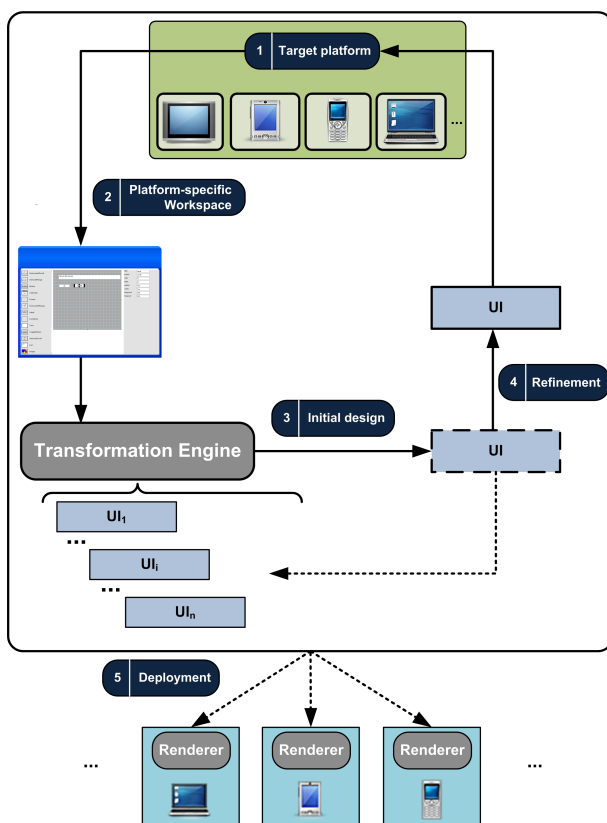 1 Target platform
...
2 Platform-specific
Workspace
UI
4 Refinement
3 Initial design
Transformation Engine
UI
UI1
...
UIi
...
UIn
5 Deployment
Renderer
Renderer
Renderer
...
...